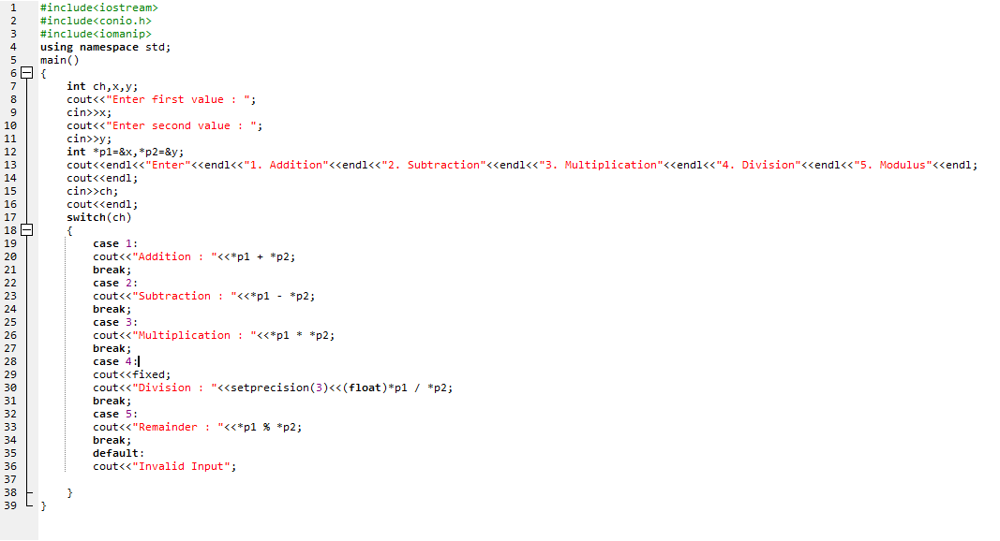 1 #include<iostream>
2 #include<conio.h>
3 #include<iomanip>
4 using namespace std;
5 main()
6 {
7 int ch,x,y;
8 cout<<"Enter first value : ";
9 cin>>x;
10 cout<<"Enter second value : ";
11 cin>>y;
12 int *p1=&x,*p2=&y;
13 cout<<endl<<"Enter"<<endl<<"1. Addition"<<endl<<"2. Subtraction"<<endl<<"3. Multiplication"<<endl<<"4. Division"<<endl<<"5. Modulus"<<endl;
14 cout<<endl;
15 cin>>ch;
16 cout<<endl;
17 switch(ch)
18 {
19 case 1:
20 cout<<"Addition : "<<*p1 + *p2;
21 break;
22 case 2:
23 cout<<"Subtraction : "<<*p1 - *p2;
24 break;
25 case 3:
26 cout<<"Multiplication : "<<*p1 * *p2;
27 break;
28 case 4:
29 cout<<fixed;
30 cout<<"Division : "<<setprecision(3)<<(float)*p1 / *p2;
31 break;
32 case 5:
33 cout<<"Remainder : "<<*p1 % *p2;
34 break;
35 default:
36 cout<<"Invalid Input";
37
38 }
39 }